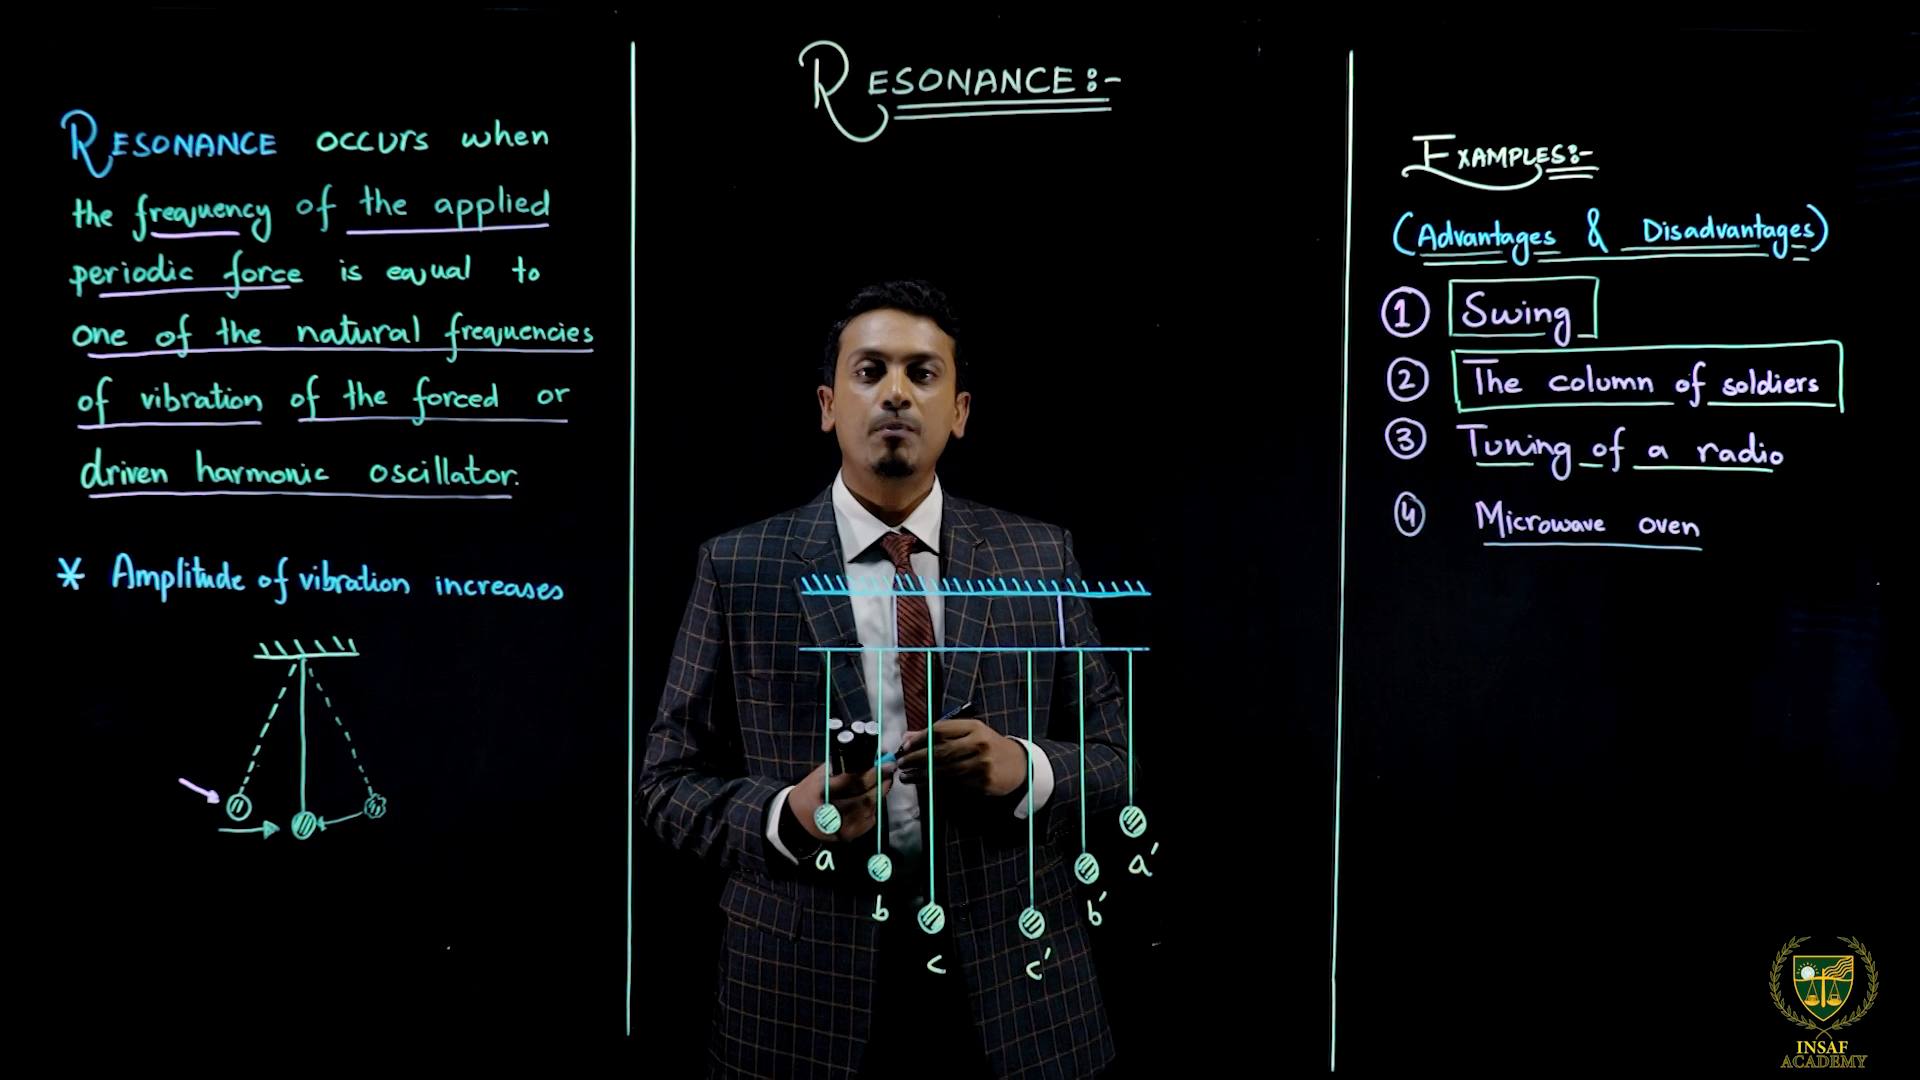 RESONANCE:-
RESONANCE occurs when
the frequency of the applied
periodic force is equal to
one of the natural frequencies
of vibration of the forced or
driven harmonic oscillator.
* Amplitude of vibration increases
a
b
c
c'
b'
a'
EXAMPLES:-
(Advantages & Disadvantages)
1 Swing
2 The column of soldiers
3 Tuning of a radio
4 Microwave oven
INSAF
ACADEMY